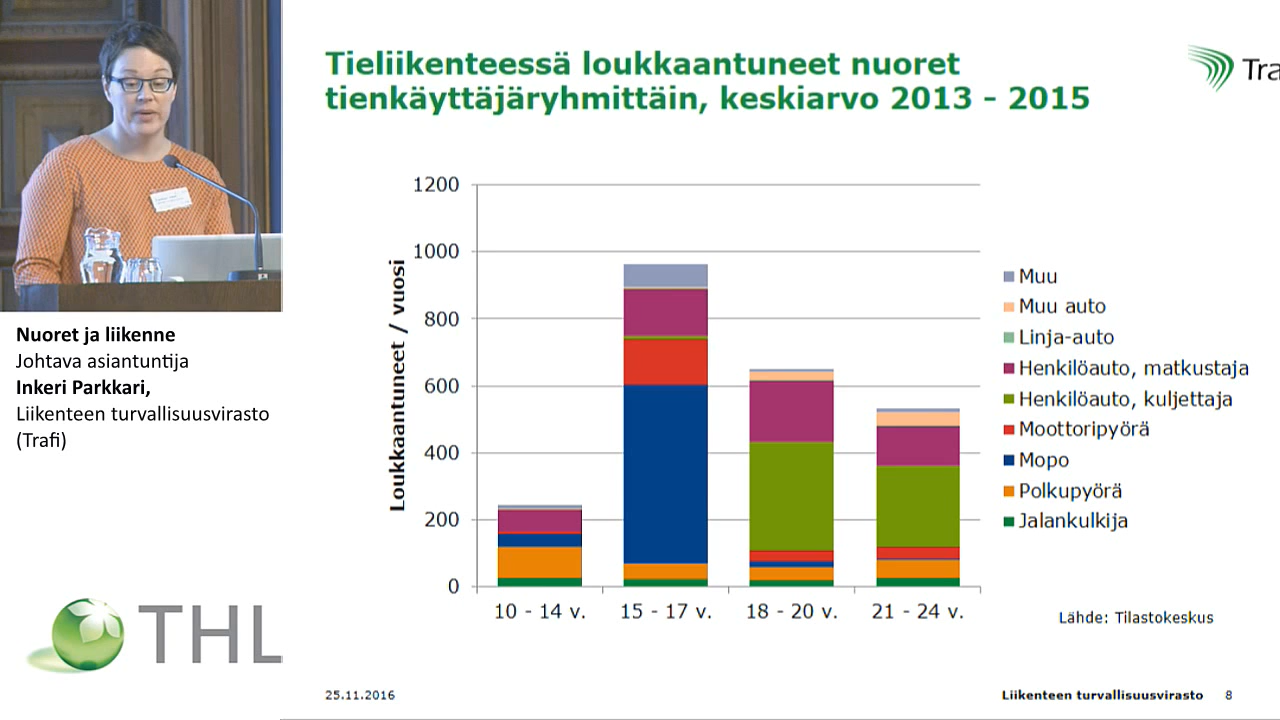 Tieliikenteessä loukkaantuneet nuoret
tienkäyttäjäryhmittäin, keskiarvo 2013 - 2015
Tra
Loukkaantuneet / vuosi
1200
1000
800
600
400
200
0
10 - 14 v.
15 - 17 v.
18 - 20 v.
21 - 24 v.
Muu
Muu auto
Linja-auto
Henkilöauto, matkustaja
Henkilöauto, kuljettaja
Moottoripyörä
Mopo
Polkupyörä
Jalankulkija
Lähde: Tilastokeskus
25.11.2016
Liikenteen turvallisuusvirasto 8
Nuoret ja liikenne
Johtava asiantuntija
Inkeri Parkkari,
Liikenteen turvallisuusvirasto
(Trafi)
THL